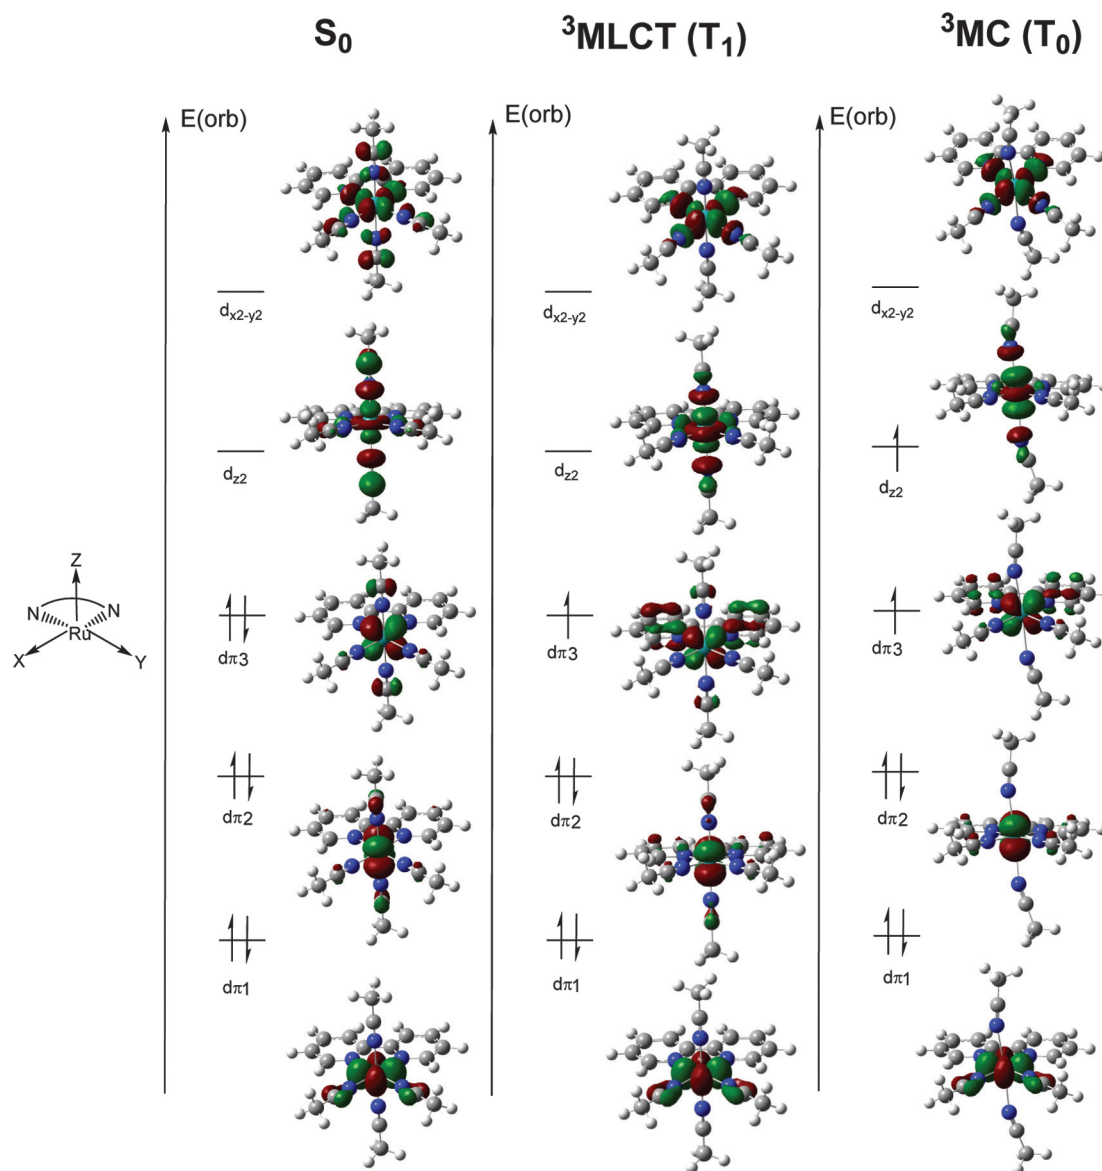 S0
³MLCT (T1)
³MC (T0)
E(orb)
E(orb)
E(orb)
dx2-y2
dx2-y2
dx2-y2
dz2
dz2
dz2
Z
N
N
Ru
X
Y
dπ3
dπ3
dπ3
dπ2
dπ2
dπ2
dπ1
dπ1
dπ1